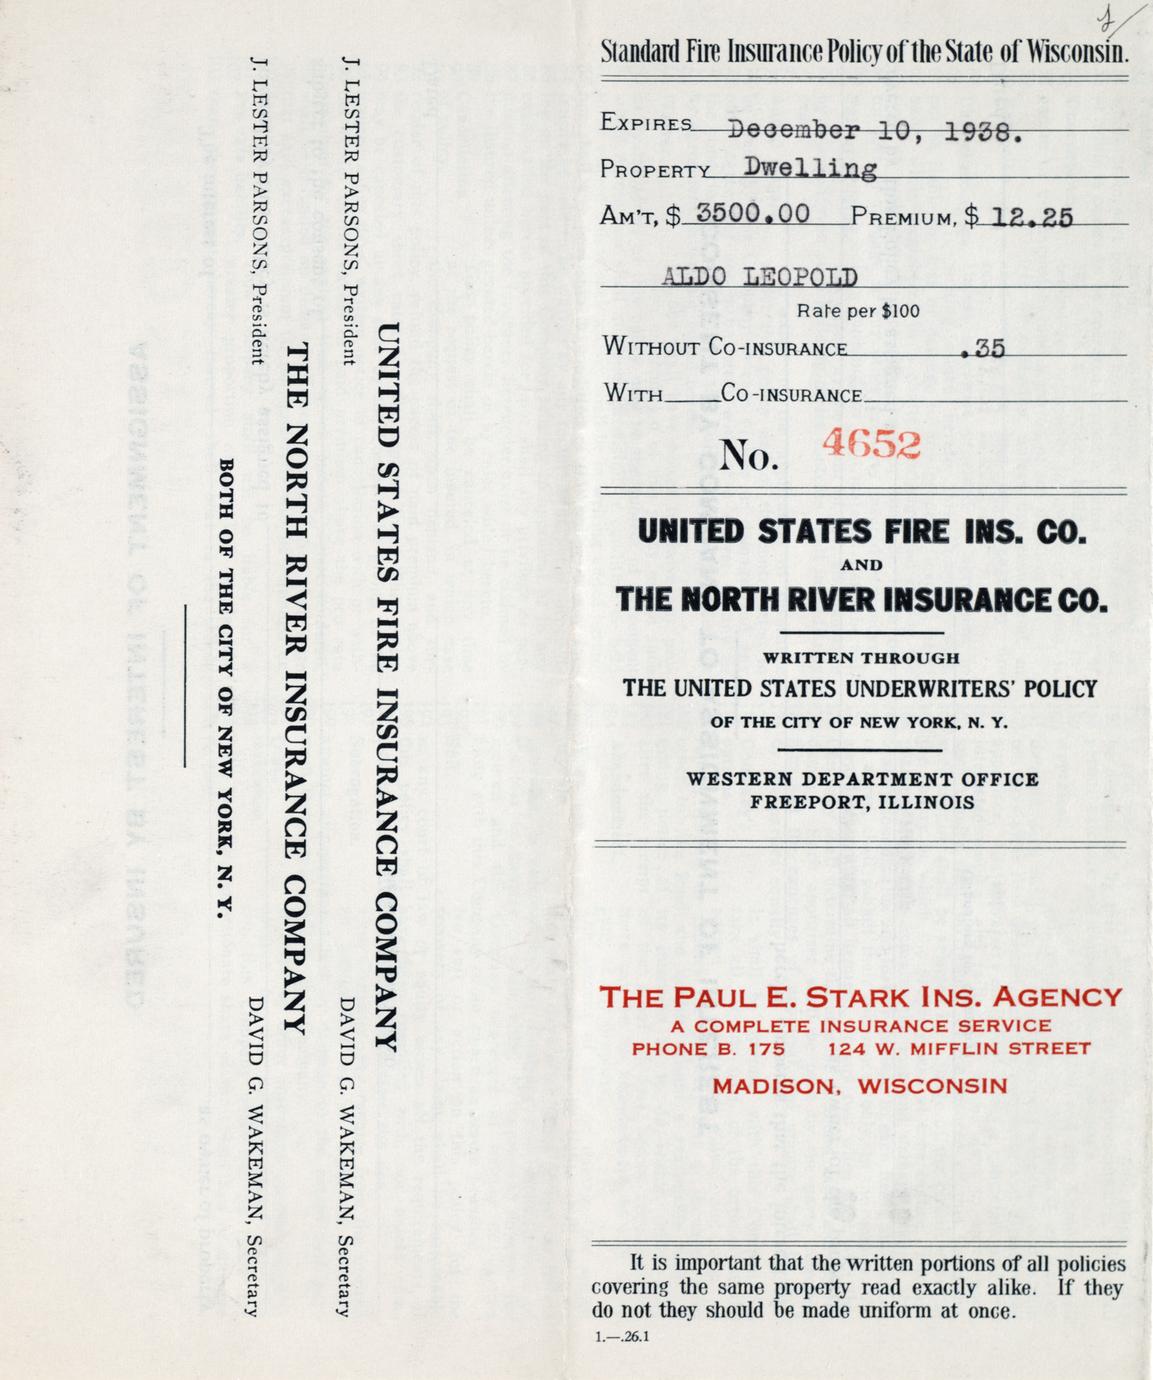 Standard Fire Insurance Policy of the State of Wisconsin.
EXPIRES December 10, 1938.
PROPERTY Dwelling
AM'T, $ 3500.00 PREMIUM, $ 12.25
ALDO LEOPOLD
Rate per $100
WITHOUT CO-INSURANCE .35
WITH CO-INSURANCE
No. 4652
UNITED STATES FIRE INS. CO.
AND
THE NORTH RIVER INSURANCE CO.
WRITTEN THROUGH
THE UNITED STATES UNDERWRITERS' POLICY
OF THE CITY OF NEW YORK, N. Y.
WESTERN DEPARTMENT OFFICE
FREEPORT, ILLINOIS
THE PAUL E. STARK INS. AGENCY
A COMPLETE INSURANCE SERVICE
PHONE B. 175 124 W. MIFFLIN STREET
MADISON, WISCONSIN
It is important that the written portions of all policies
covering the same property read exactly alike. If they
do not they should be made uniform at once.
1.—.26.1
UNITED STATES FIRE INSURANCE COMPANY
J. LESTER PARSONS, President DAVID G. WAKEMAN, Secretary
THE NORTH RIVER INSURANCE COMPANY
J. LESTER PARSONS, President DAVID G. WAKEMAN, Secretary
BOTH OF THE CITY OF NEW YORK, N. Y.